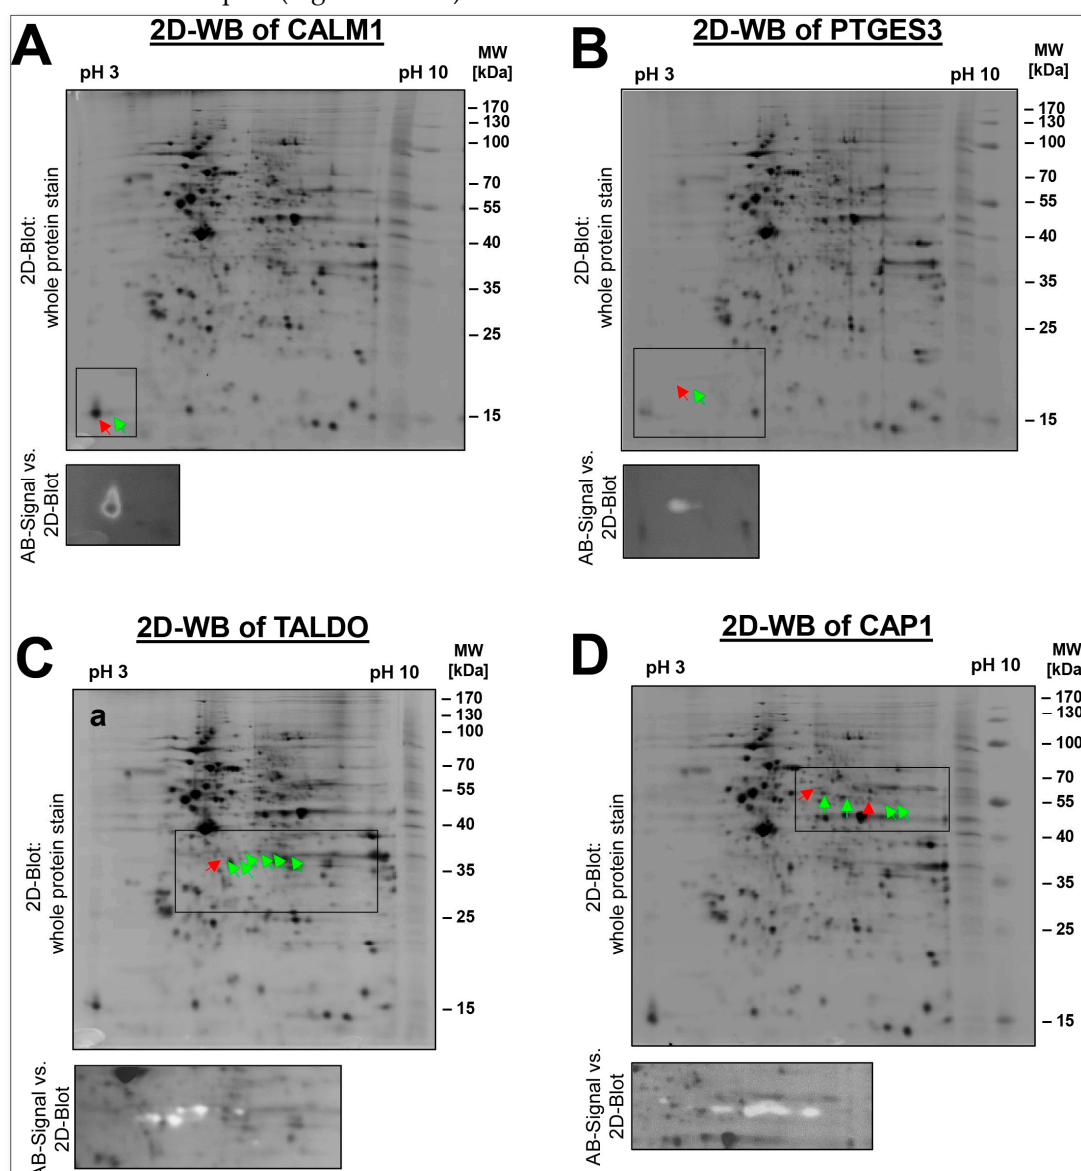 A
2D-WB of CALM1
MW
[kDa]
pH 3
pH 10
2D-Blot:
whole protein stain
– 170
– 130
– 100
– 70
– 55
– 40
– 35
– 25
– 15
AB-Signal vs.
2D-Blot
B
2D-WB of PTGES3
MW
[kDa]
pH 3
pH 10
2D-Blot:
whole protein stain
– 170
– 130
– 100
– 70
– 55
– 40
– 35
– 25
– 15
AB-Signal vs.
2D-Blot
C
2D-WB of TALDO
MW
[kDa]
pH 3
pH 10
a
2D-Blot:
whole protein stain
– 170
– 130
– 100
– 70
– 55
– 40
– 35
– 25
– 15
AB-Signal vs.
2D-Blot
D
2D-WB of CAP1
MW
[kDa]
pH 3
pH 10
2D-Blot:
whole protein stain
– 170
– 130
– 100
– 70
– 55
– 40
– 35
– 25
– 15
AB-Signal vs.
2D-Blot